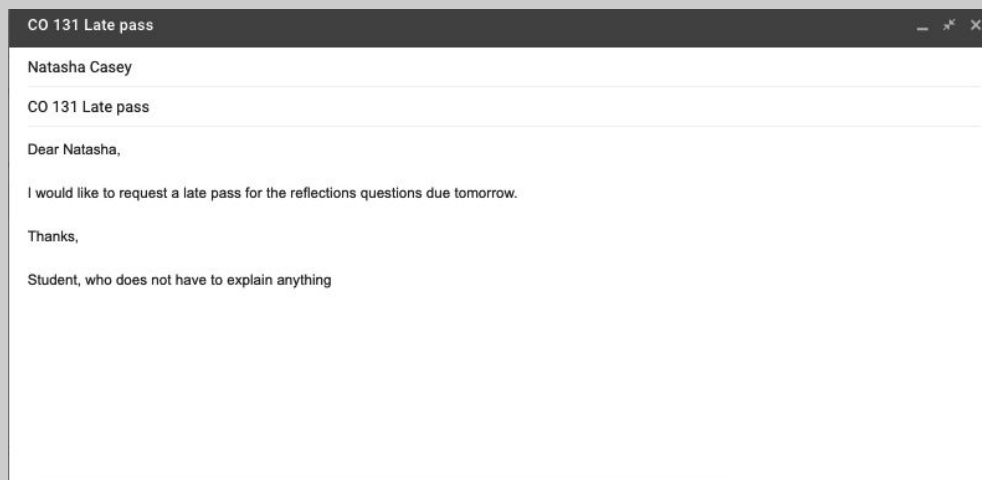 CO 131 Late pass
Natasha Casey
CO 131 Late pass
Dear Natasha,
I would like to request a late pass for the reflections questions due tomorrow.
Thanks,
Student, who does not have to explain anything